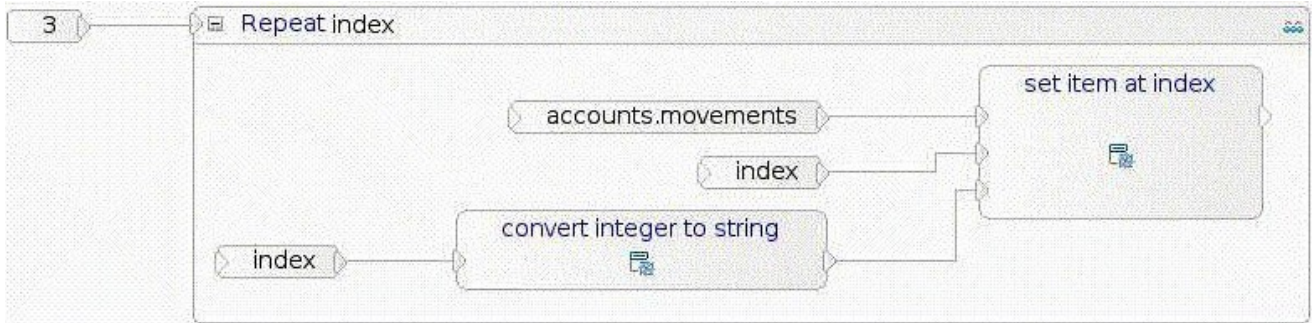 3
Repeat index
set item at index
accounts.movements
index
convert integer to string
index